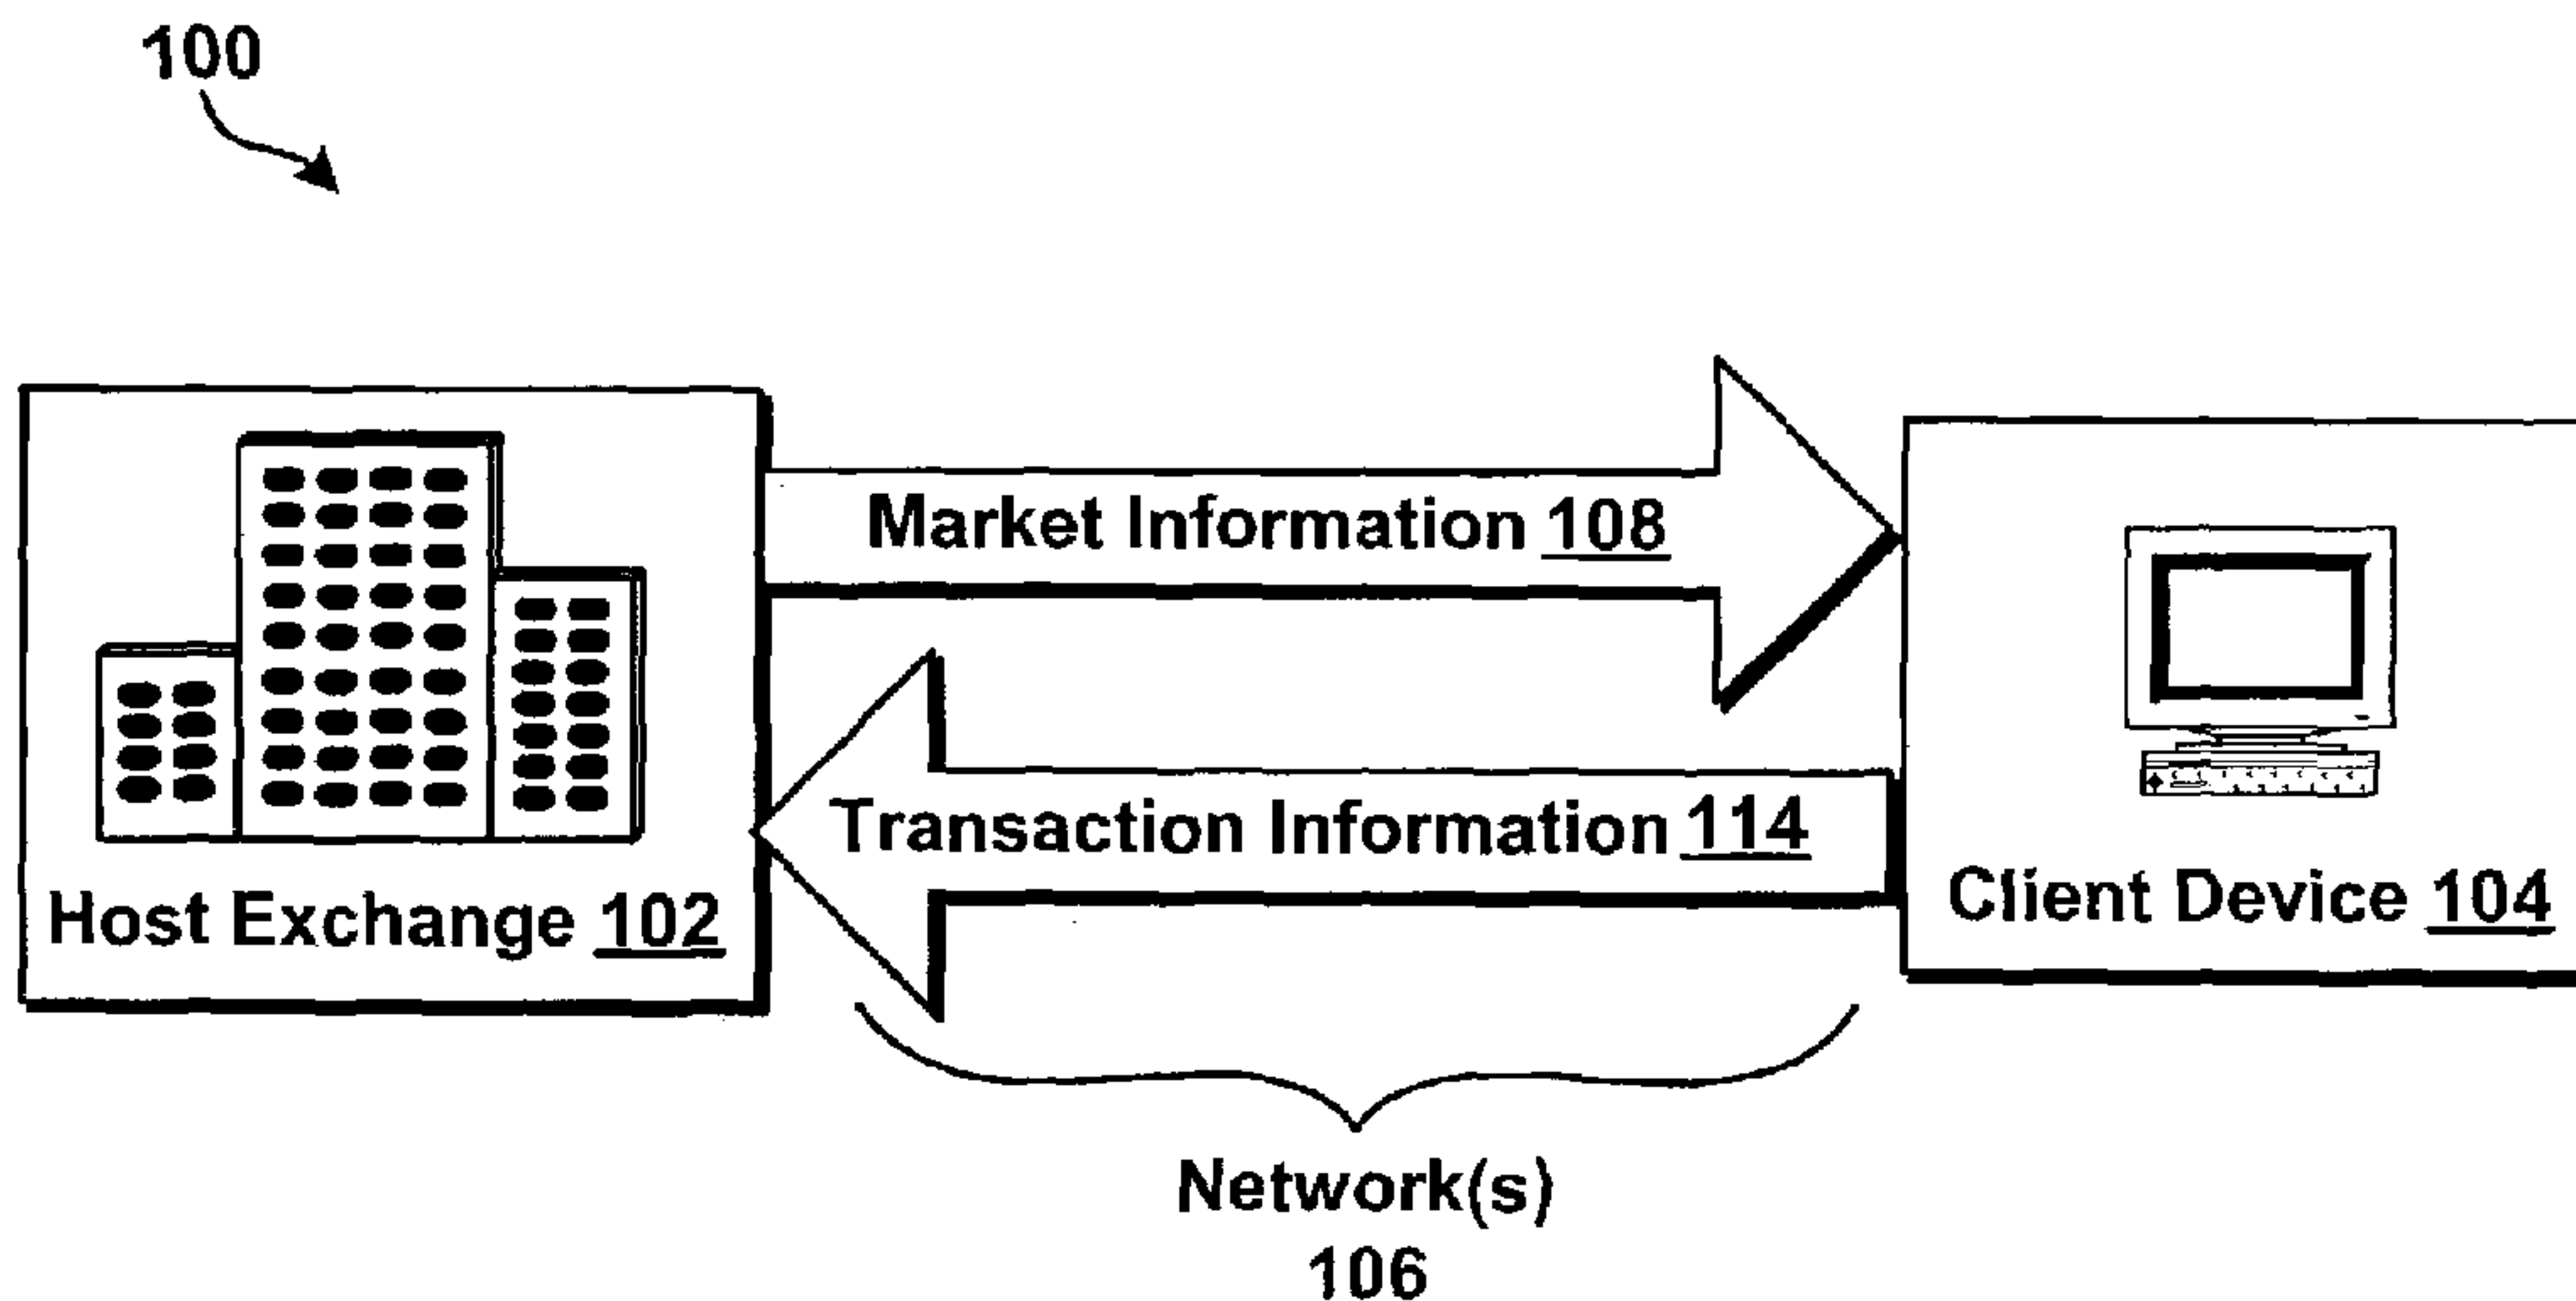 100
Market Information 108
Transaction Information 114
Host Exchange 102
Client Device 104
Network(s)
106